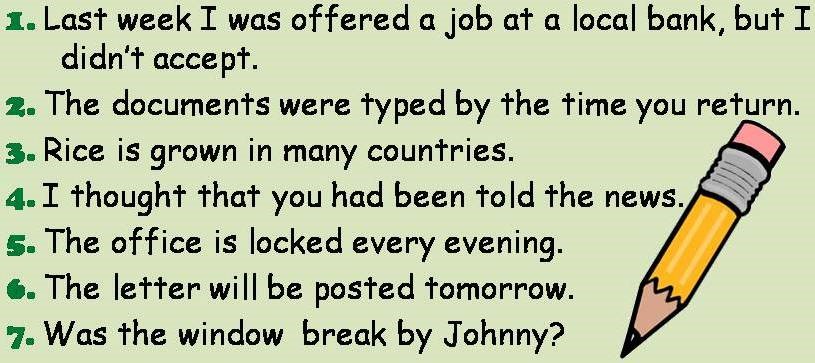 1. Last week I was offered a job at a local bank, but I
didn't accept.
2. The documents were typed by the time you return.
3. Rice is grown in many countries.
4. I thought that you had been told the news.
5. The office is locked every evening.
6. The letter will be posted tomorrow.
7. Was the window break by Johnny?